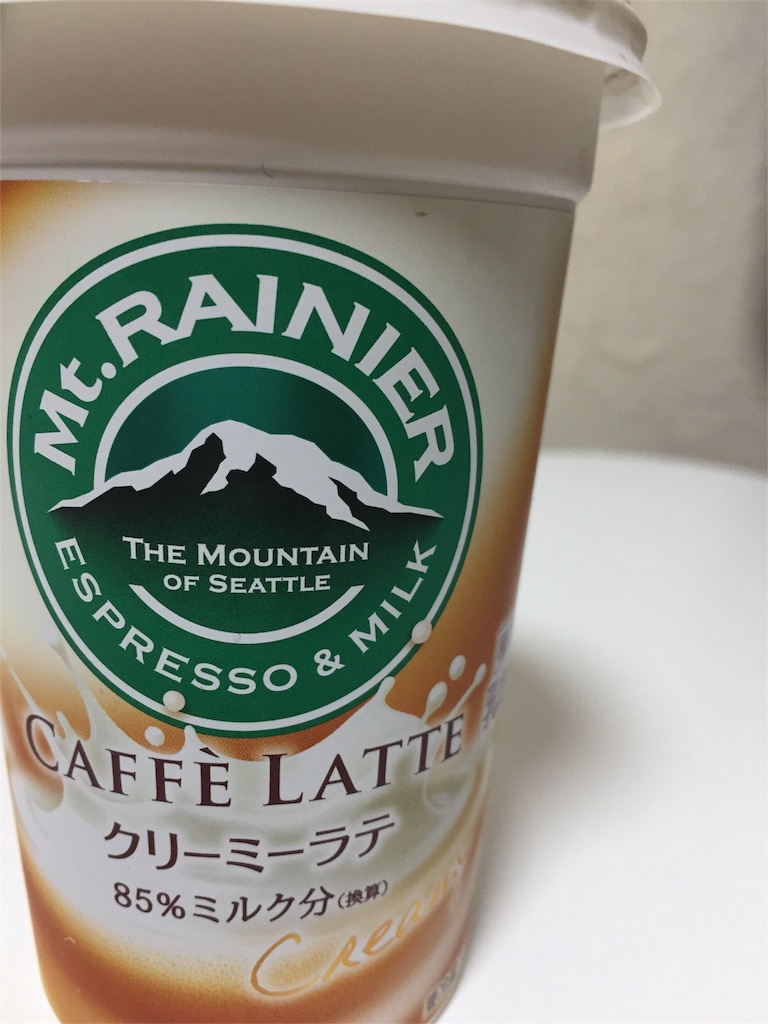 Mt. RAINIER
THE MOUNTAIN
OF SEATTLE
ESPRESSO & MILK
CAFFÈ LATTE
クリーミーラテ
85%ミルク分(換算)